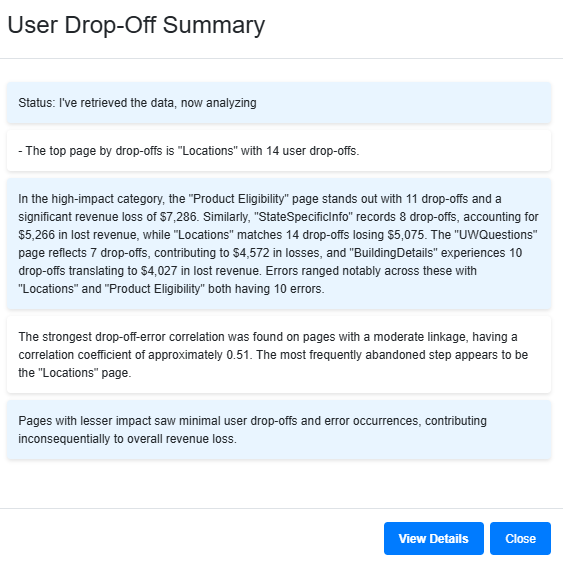 User Drop-Off Summary
Status: I've retrieved the data, now analyzing
- The top page by drop-offs is "Locations" with 14 user drop-offs.
In the high-impact category, the "Product Eligibility" page stands out with 11 drop-offs and a
significant revenue loss of $7,286. Similarly, "StateSpecificInfo" records 8 drop-offs, accounting for
$5,266 in lost revenue, while "Locations" matches 14 drop-offs losing $5,075. The "UWQuestions"
page reflects 7 drop-offs, contributing to $4,572 in losses, and "BuildingDetails" experiences 10
drop-offs translating to $4,027 in lost revenue. Errors ranged notably across these with
"Locations" and "Product Eligibility" both having 10 errors.
The strongest drop-off-error correlation was found on pages with a moderate linkage, having a
correlation coefficient of approximately 0.51. The most frequently abandoned step appears to be
the "Locations" page.
Pages with lesser impact saw minimal user drop-offs and error occurrences, contributing
inconsequentially to overall revenue loss.
View Details
Close